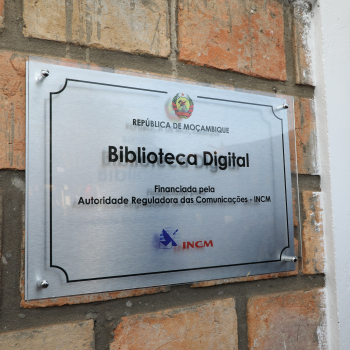 REPÚBLICA DE MOÇAMBIQUE
Biblioteca Digital
Financiada pela
Autoridade Reguladora das Comunicações - INCM
INCM